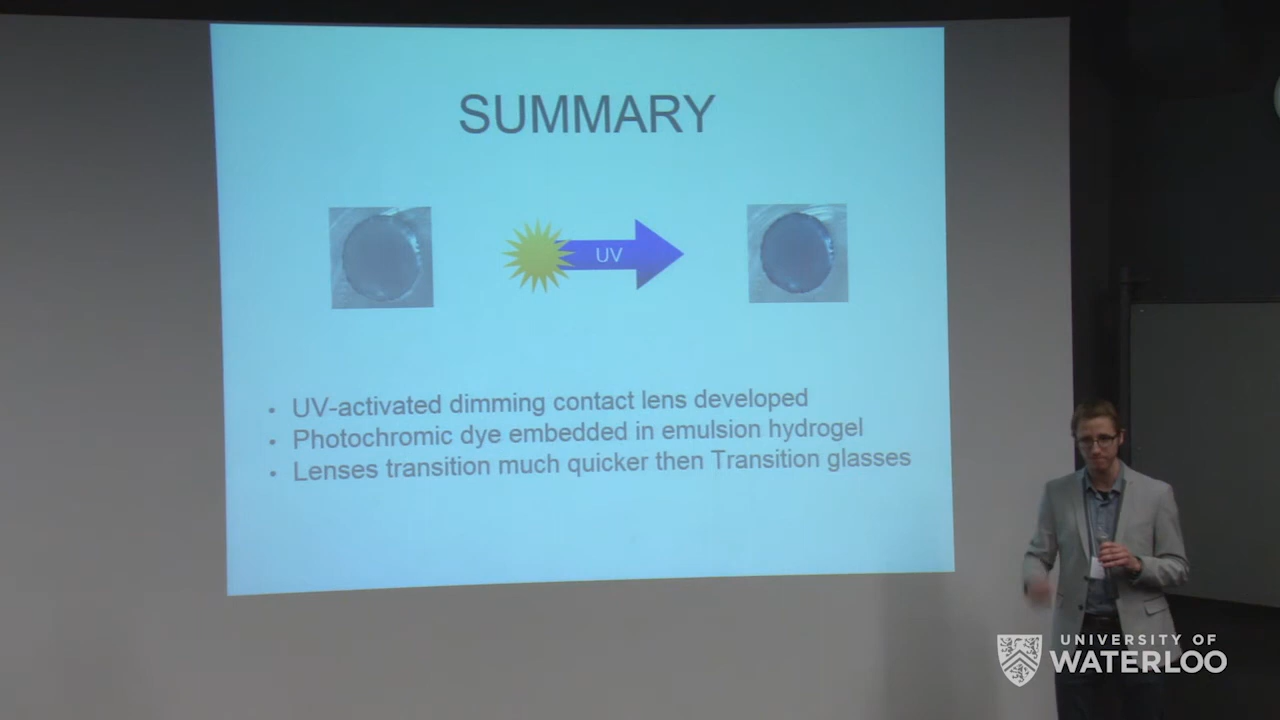 SUMMARY
UV
• UV-activated dimming contact lens developed
• Photochromic dye embedded in emulsion hydrogel
• Lenses transition much quicker then Transition glasses
UNIVERSITY OF
WATERLOO